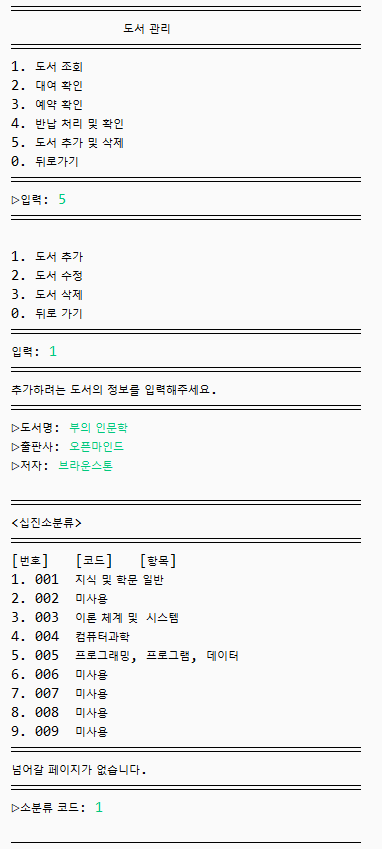 도서 관리
1. 도서 조회
2. 대여 확인
3. 예약 확인
4. 반납 처리 및 확인
5. 도서 추가 및 삭제
0. 뒤로가기
▷입력: 5
1. 도서 추가
2. 도서 수정
3. 도서 삭제
0. 뒤로 가기
입력: 1
추가하려는 도서의 정보를 입력해주세요.
▷도서명: 부의 인문학
▷출판사: 오픈마인드
▷저자: 브라운스톤
<십진소분류>
[번호] [코드] [항목]
1. 001 지식 및 학문 일반
2. 002 미사용
3. 003 이론 체계 및 시스템
4. 004 컴퓨터과학
5. 005 프로그래밍, 프로그램, 데이터
6. 006 미사용
7. 007 미사용
8. 008 미사용
9. 009 미사용
넘어갈 페이지가 없습니다.
▷소분류 코드: 1